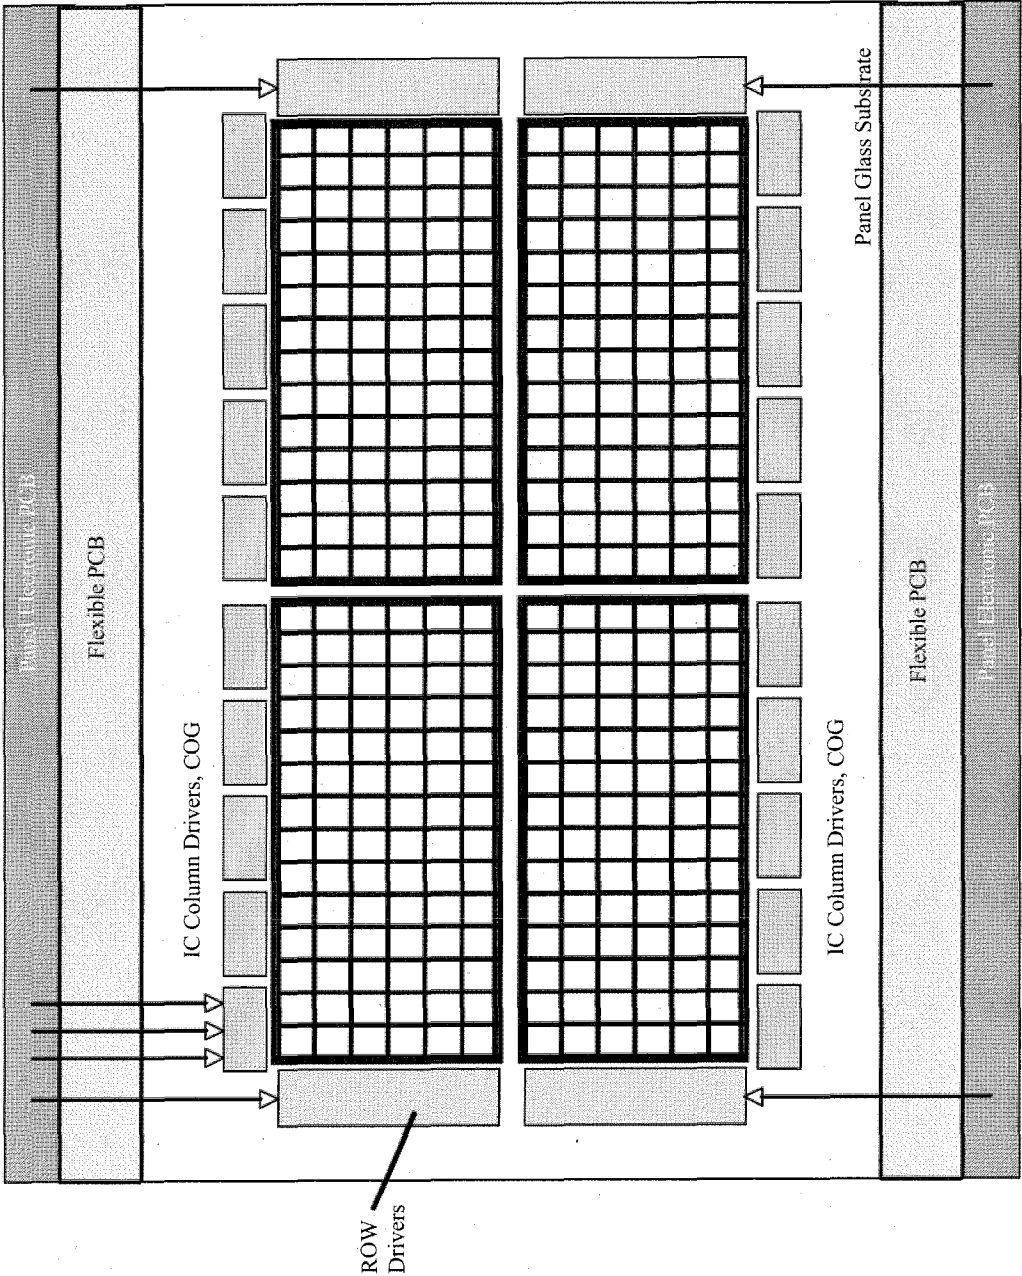 Panel Electronic PCB
Flexible PCB
IC Column Drivers, COG
ROW
Drivers
IC Column Drivers, COG
Panel Glass Substrate
Flexible PCB
Panel Electronic PCB